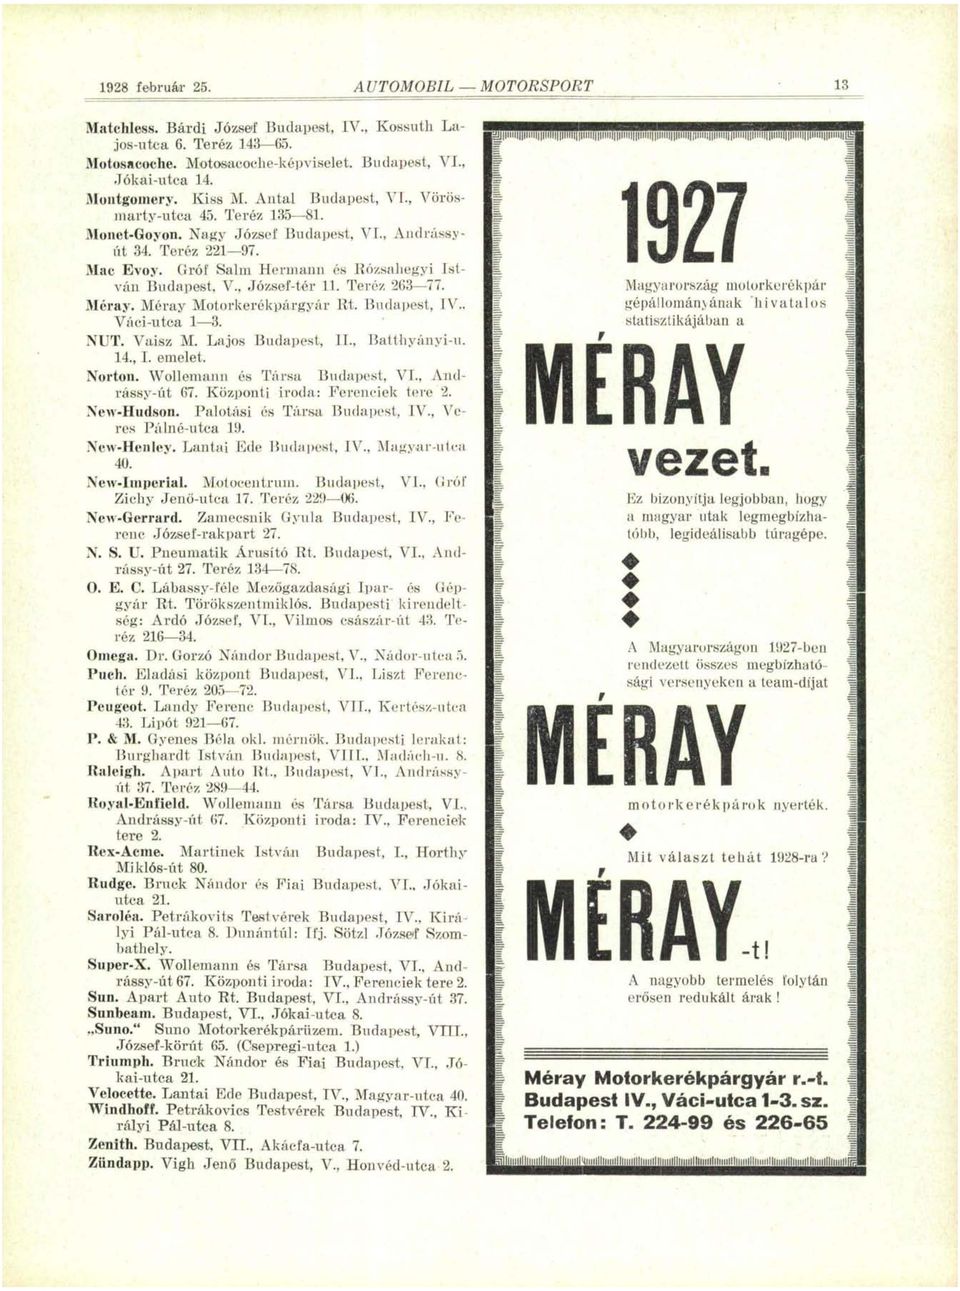 1928 február 25.
AUTOMOBIL — MOTORSPORT
13
Matchless. Bárdi József Budapest, IV., Kossuth La-
jos-utca 6. Teréz 143—65.
Motosacoche. Motosacoche-képviselet. Budapest, VI.,
Jókai-utca 14.
Montgomery. Kiss M. Antal Budapest, VI., Vörös-
marty-utca 45. Teréz 135—81.
Monet-Goyon. Nagy József Budapest, VI., Andrássy-
út 34. Teréz 221—97.
Mac Evoy. Gróf Salm Hermann és Rózsahegyi Ist-
ván Budapest, V., József-tér 11. Teréz 263—77.
Méray. Méray Motorkerékpárgyár Rt. Budapest, IV..
Váci-utca 1—3.
NUT. Vaisz M. Lajos Budapest, II., Batthyányi-u.
14., I. emelet.
Norton. Wollemann és Társa Budapest, VI., And-
rássy-út 67. Központi iroda: Ferenciek tere 2.
New-Hudson. Palotási és Társa Budapest, IV., Ve-
res Pálné-utca 19.
New-Henley. Lantai Ede Budapest, IV., Magyar-utca
40.
New-Imperial. Motocentrum. Budapest, VI., Gróf
Zichy Jenő-utca 17. Teréz 229—06.
New-Gerrard. Zamecsnik Gyula Budapest, IV., Fe-
renc József-rakpart 27.
N. S. U. Pneumatik Árusító Rt. Budapest, VI., And-
rássy-út 27. Teréz 134—78.
O. E. C. Lábassy-féle Mezőgazdasági Ipar- és Gép-
gyár Rt. Törökszentmiklós. Budapesti kirendelt-
ség: Ardó József, VI., Vilmos császár-út 43. Te-
réz 216—34.
Omega. Dr. Gorzó Nándor Budapest, V., Nádor-utca 5.
Puch. Eladási központ Budapest, VI., Liszt Ferenc-
tér 9. Teréz 205—72.
Peugeot. Landy Ferenc Budapest, VII., Kertész-utca
43. Lipót 921—67.
P. & M. Gyenes Béla okl. mérnök. Budapesti lerakat:
Burghardt István Budapest, VIII., Madách-u. 8.
Raleigh. Apart Auto Rt., Budapest, VI., Andrássy-
út 37. Teréz 289—44.
Royal-Enfield. Wollemann és Társa Budapest, VI.,
Andrássy-út 67. Központi iroda: IV., Ferenciek
tere 2.
Rex-Acme. Martinek István Budapest, I., Horthy
Miklós-út 80.
Rudge. Bruck Nándor és Fiai Budapest, VI., Jókai-
utca 21.
Saroléa. Petrákovits Testvérek Budapest, IV., Kirá-
lyi Pál-utca 8. Dunántúl: Ifj. Sötzl József Szom-
bathely.
Super-X. Wollemann és Társa Budapest, VI., And-
rássy-út 67. Központi iroda: IV., Ferenciek tere 2.
Sun. Apart Auto Rt. Budapest, VI., Andrássy-út 37.
Sunbeam. Budapest, VI., Jókai-utca 8.
„Suno.“ Suno Motorkerékpárüzem. Budapest, VIII.,
József-körút 65. (Csepregi-utca 1.)
Triumph. Bruck Nándor és Fiai Budapest, VI., Jó-
kai-utca 21.
Velocette. Lantai Ede Budapest, IV., Magyar-utca 40.
Windhoff. Petrákovics Testvérek Budapest, IV., Ki-
rályi Pál-utca 8.
Zenith. Budapest, VII., Akácfa-utca 7.
Zündapp. Vigh Jenő Budapest, V., Honvéd-utca 2.
1927
Magyarország motorkerékpár
gépállományának hivatalos
statisztikájában a
MÉRAY
vezet.
Ez bizonyítja legjobban, hogy
a magyar utak legmegbízha-
tóbb, legideálisabb túragépe.
A Magyarországon 1927-ben
rendezett összes megbízható-
sági versenyeken a team-díjat
MÉRAY
motorkerékpárok nyerték.
Mit választ tehát 1928-ra?
MÉRAY-t!
A nagyobb termelés folytán
erősen redukált árak!
Méray Motorkerékpárgyár r.-t.
Budapest IV., Váci-utca 1-3. sz.
Telefon: T. 224-99 és 226-65